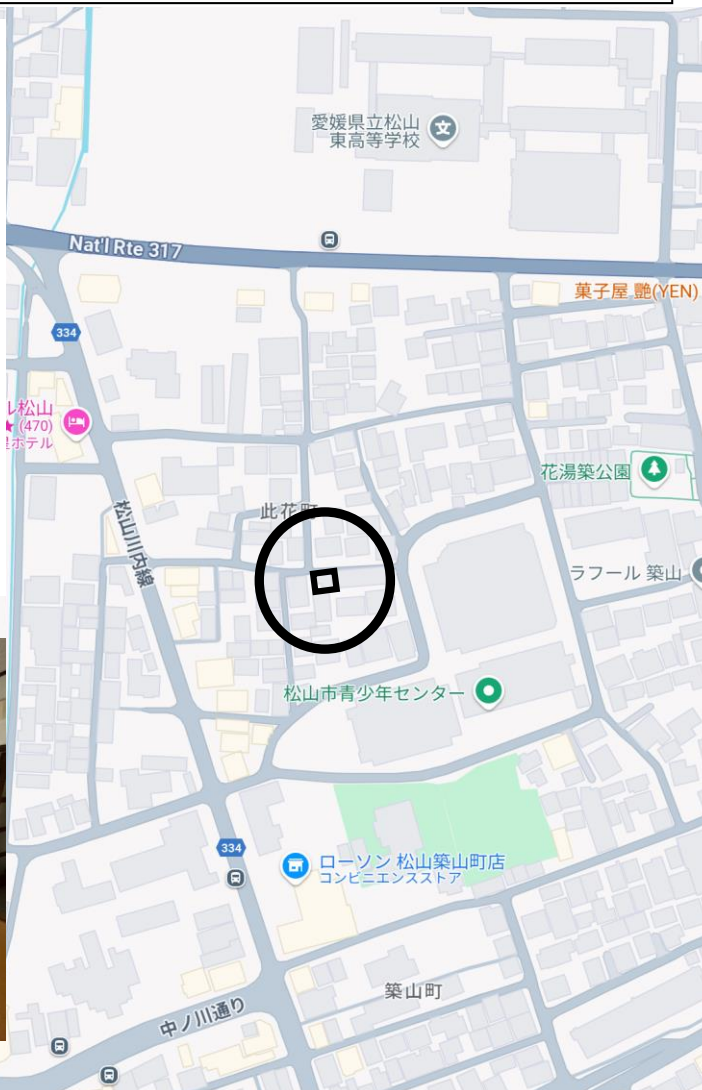 愛媛県立松山
東高等学校
Nat'l Rte 317
菓子屋 艶(YEN)
334
ル松山
(470)
ホテル
花湯築公園
此花町
松山川内線
ラフール 築山
松山市青少年センター
334
ローソン 松山築山町店
コンビニエンスストア
築山町
中ノ川通り